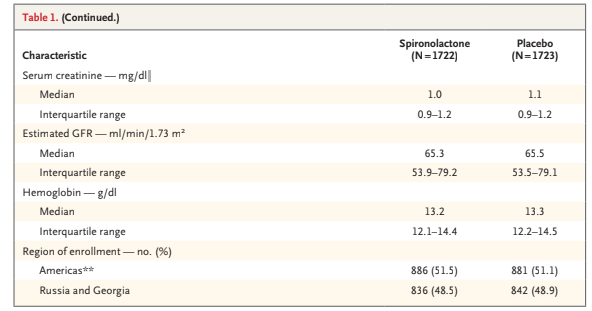 Table 1. (Continued.)
Characteristic Spironolactone (N=1722) Placebo (N=1723)
Serum creatinine — mg/dl‖
Median 1.0 1.1
Interquartile range 0.9–1.2 0.9–1.2
Estimated GFR — ml/min/1.73 m²
Median 65.3 65.5
Interquartile range 53.9–79.2 53.5–79.1
Hemoglobin — g/dl
Median 13.2 13.3
Interquartile range 12.1–14.4 12.2–14.5
Region of enrollment — no. (%)
Americas** 886 (51.5) 881 (51.1)
Russia and Georgia 836 (48.5) 842 (48.9)